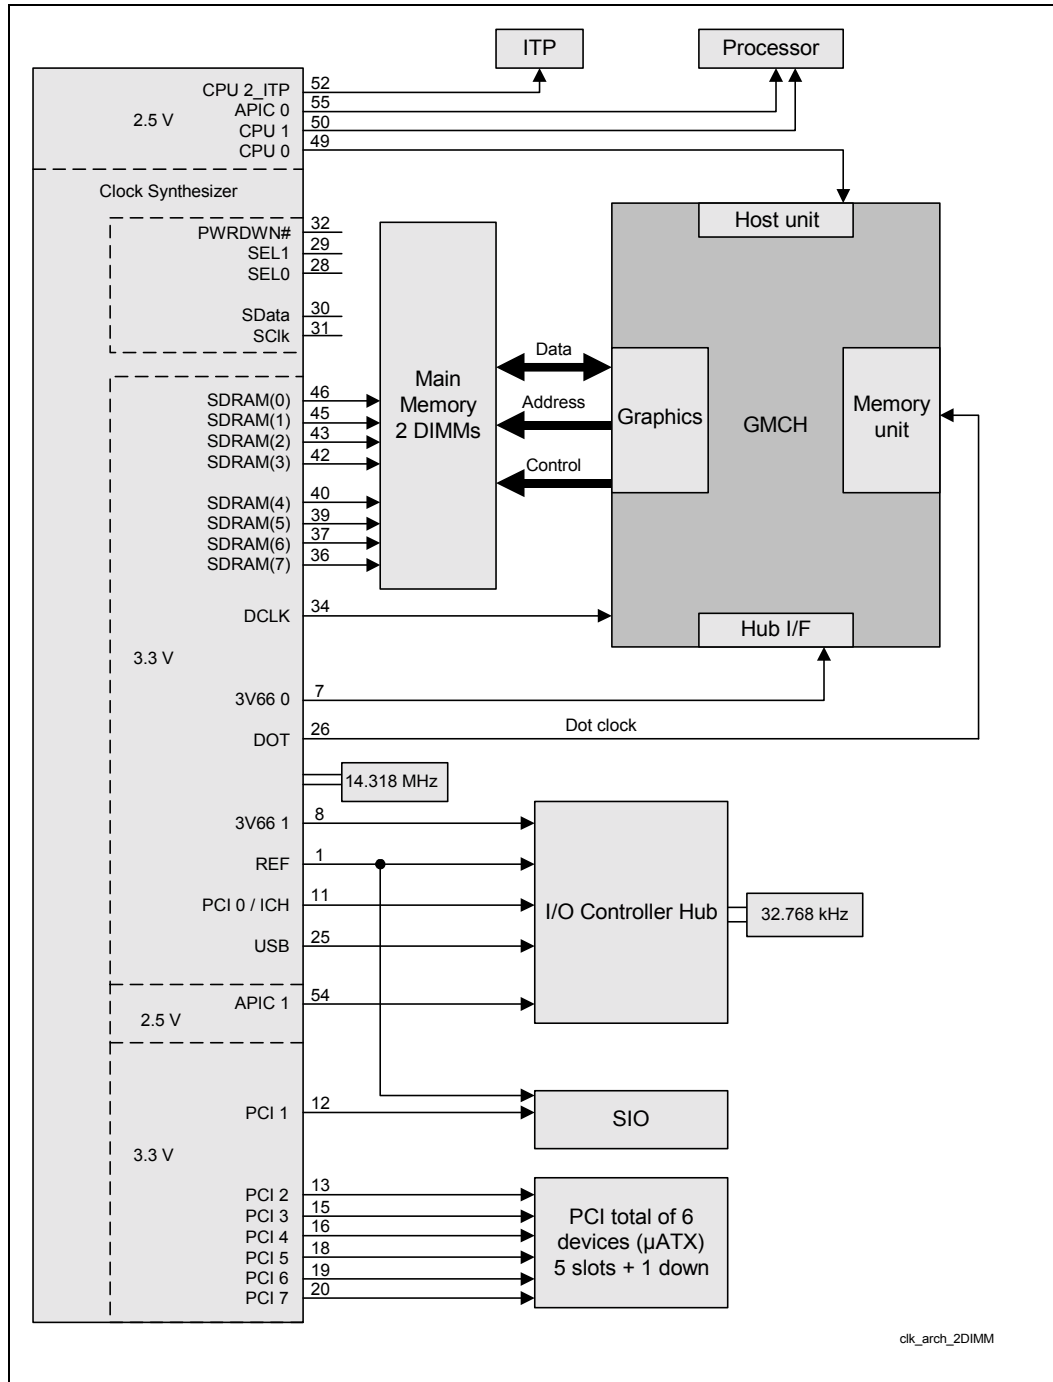 ITP
Processor
CPU 2_ITP 52
APIC 0 55
2.5 V
CPU 1 50
CPU 0 49
Clock Synthesizer
Host unit
PWRDWN# 32
SEL1 29
SEL0 28
SData 30
SClk 31
Data
Main
Memory
2 DIMMs
Address
Graphics
GMCH
Memory
unit
Control
SDRAM(0) 46
SDRAM(1) 45
SDRAM(2) 43
SDRAM(3) 42
SDRAM(4) 40
SDRAM(5) 39
SDRAM(6) 37
SDRAM(7) 36
DCLK 34
Hub I/F
3.3 V
3V66 0 7
DOT 26
Dot clock
14.318 MHz
3V66 1 8
REF 1
PCI 0 / ICH 11
I/O Controller Hub
32.768 kHz
USB 25
APIC 1 54
2.5 V
PCI 1 12
SIO
3.3 V
PCI 2 13
PCI 3 15
PCI 4 16
PCI 5 18
PCI 6 19
PCI 7 20
PCI total of 6
devices (µATX)
5 slots + 1 down
clk_arch_2DIMM